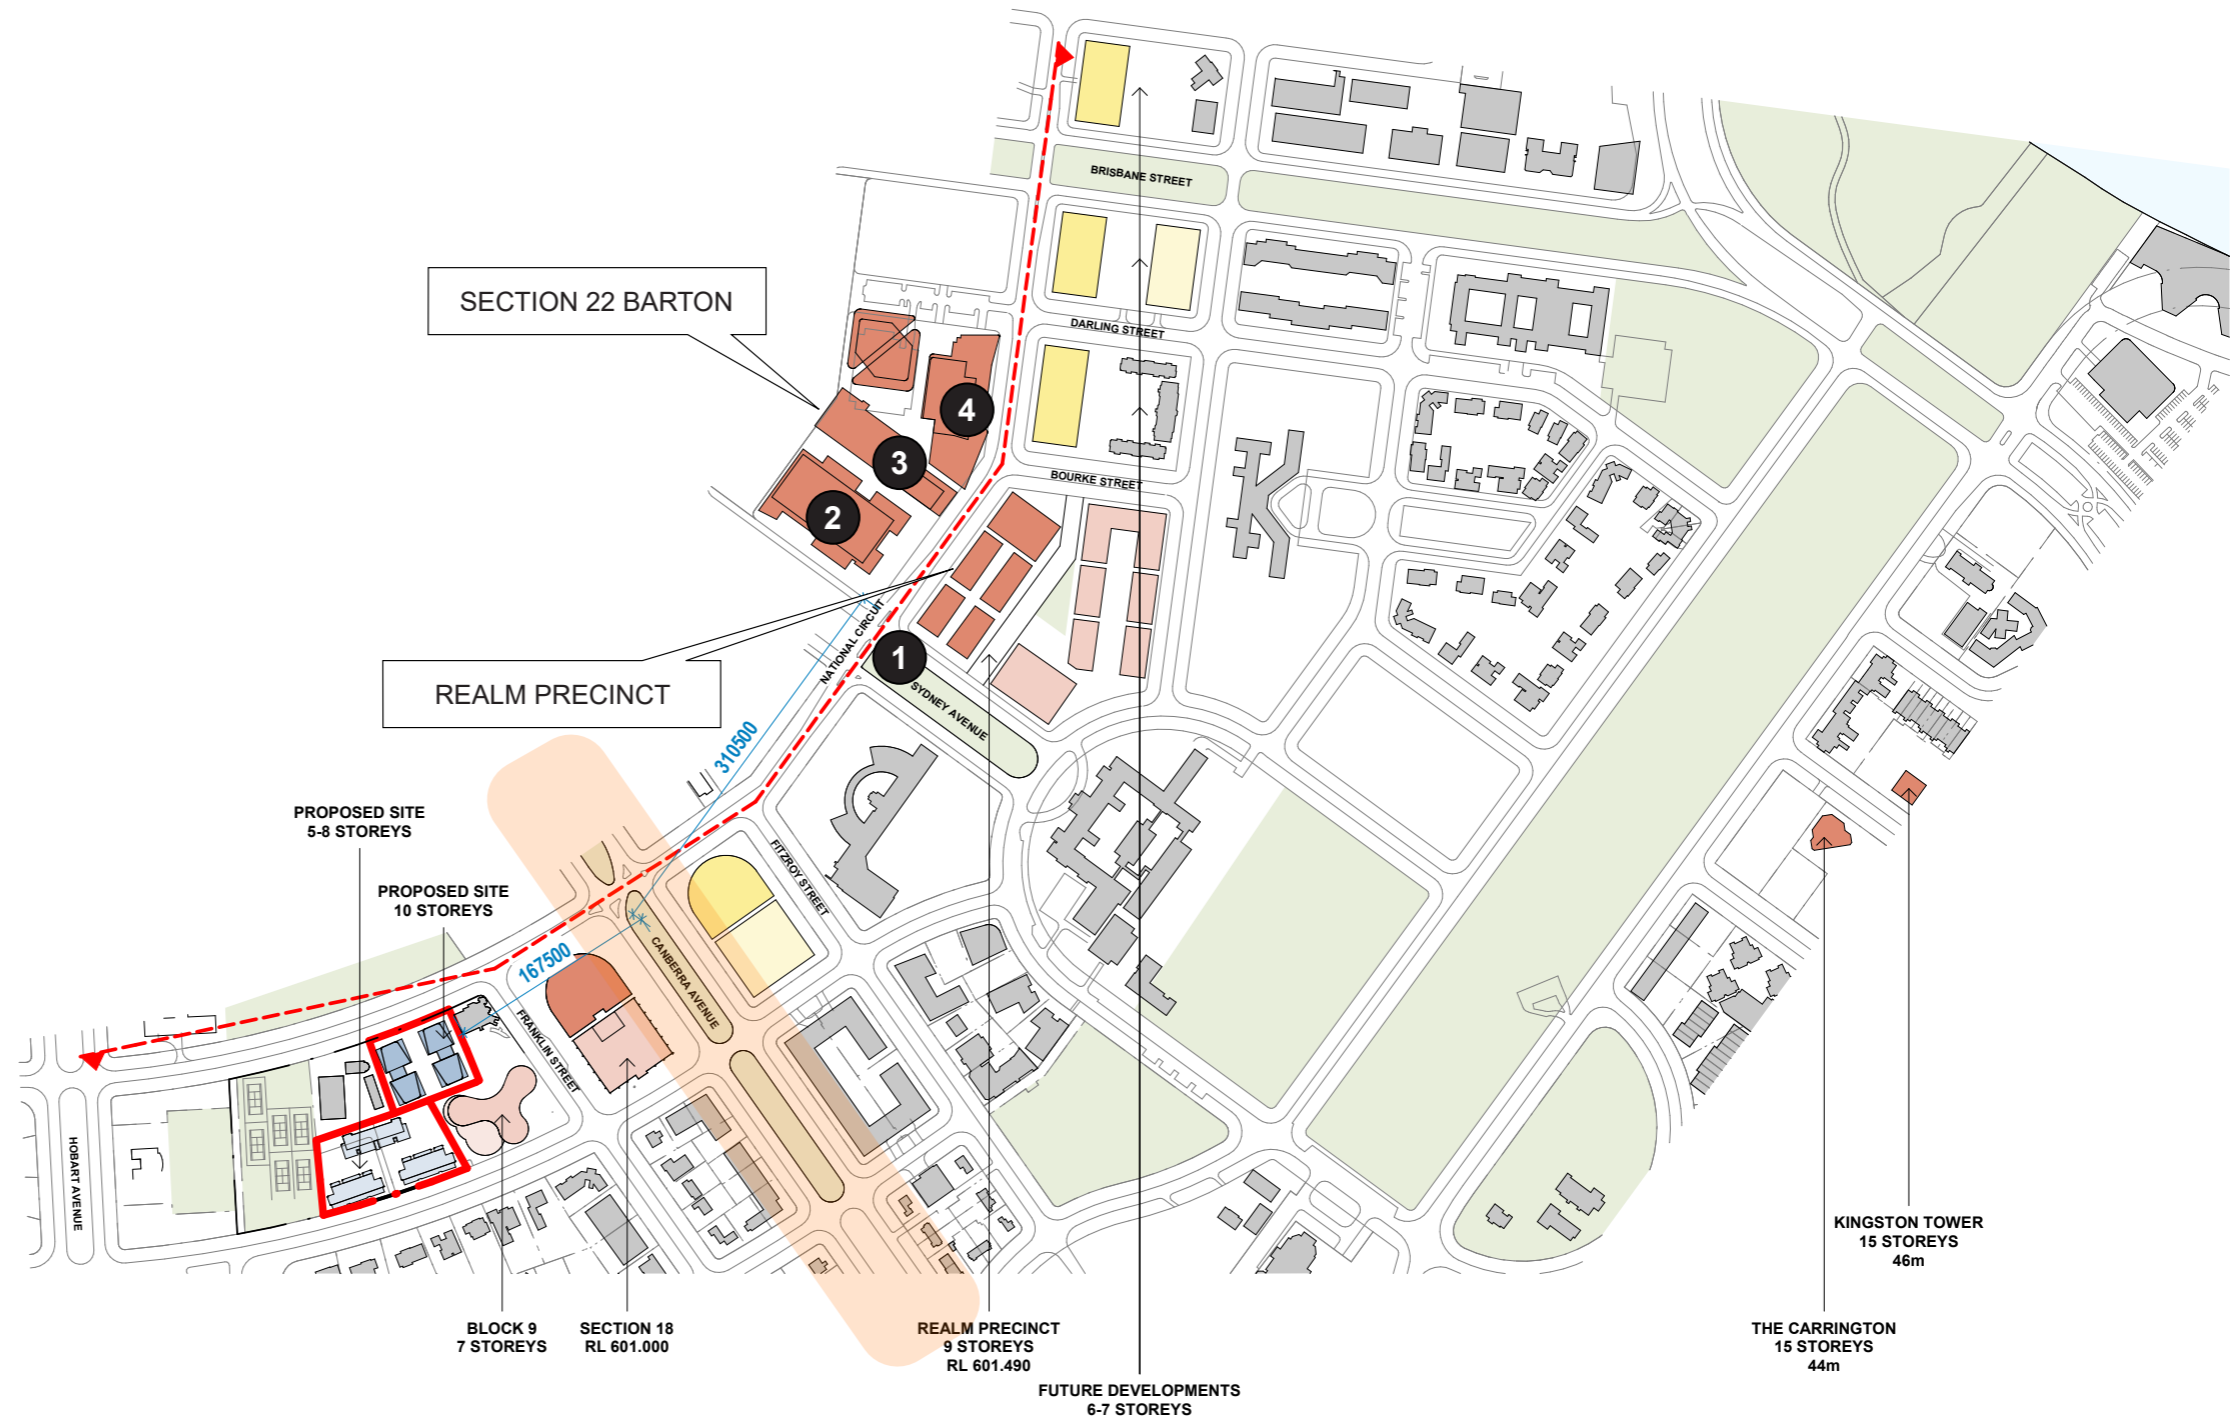 BRISBANE STREET
SECTION 22 BARTON
DARLING STREET
4
3
BOURKE STREET
2
NATIONAL CIRCUIT
1
REALM PRECINCT
SYDNEY AVENUE
310500
PROPOSED SITE
5-8 STOREYS
FITZROY STREET
PROPOSED SITE
10 STOREYS
167500
CANBERRA AVENUE
FRANKLIN STREET
HOBART AVENUE
KINGSTON TOWER
15 STOREYS
46m
BLOCK 9
7 STOREYS
SECTION 18
RL 601.000
REALM PRECINCT
9 STOREYS
RL 601.490
THE CARRINGTON
15 STOREYS
44m
FUTURE DEVELOPMENTS
6-7 STOREYS